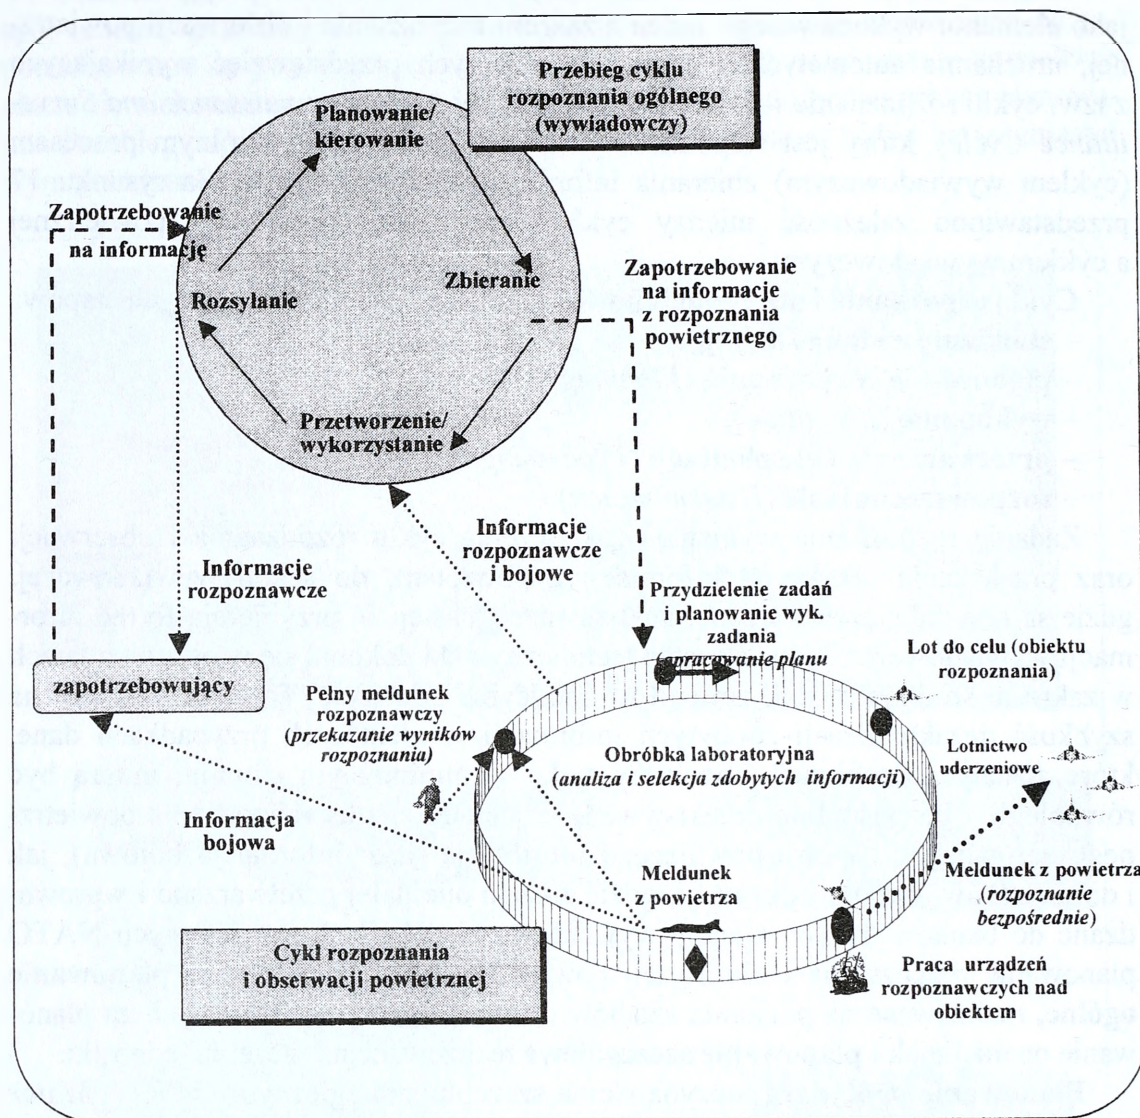 Przebieg cyklu
rozpoznania ogólnego
(wywiadowczy)
Planowanie/
kierowanie
Zapotrzebowanie
na informację
Zbieranie
Rozsyłanie
Zapotrzebowanie
na informacje
z rozpoznania
powietrznego
Przetworzenie/
wykorzystanie
Informacje
rozpoznawcze
i bojowe
Informacje
rozpoznawcze
Przydzielenie zadań
i planowanie wyk.
zadania
opracowanie planu
Lot do celu (obiektu
rozpoznania)
zapotrzebowujący
Pełny meldunek
rozpoznawczy
(przekazanie wyników
rozpoznania)
Obróbka laboratoryjna
(analiza i selekcja zdobytych informacji)
Lotnictwo
uderzeniowe
Informacja
bojowa
Meldunek
z powietrza
Meldunek z powietrza
(rozpoznanie
bezpośrednie)
Cykl rozpoznania
i obserwacji powietrznej
Praca urządzeń
rozpoznawczych nad
obiektem